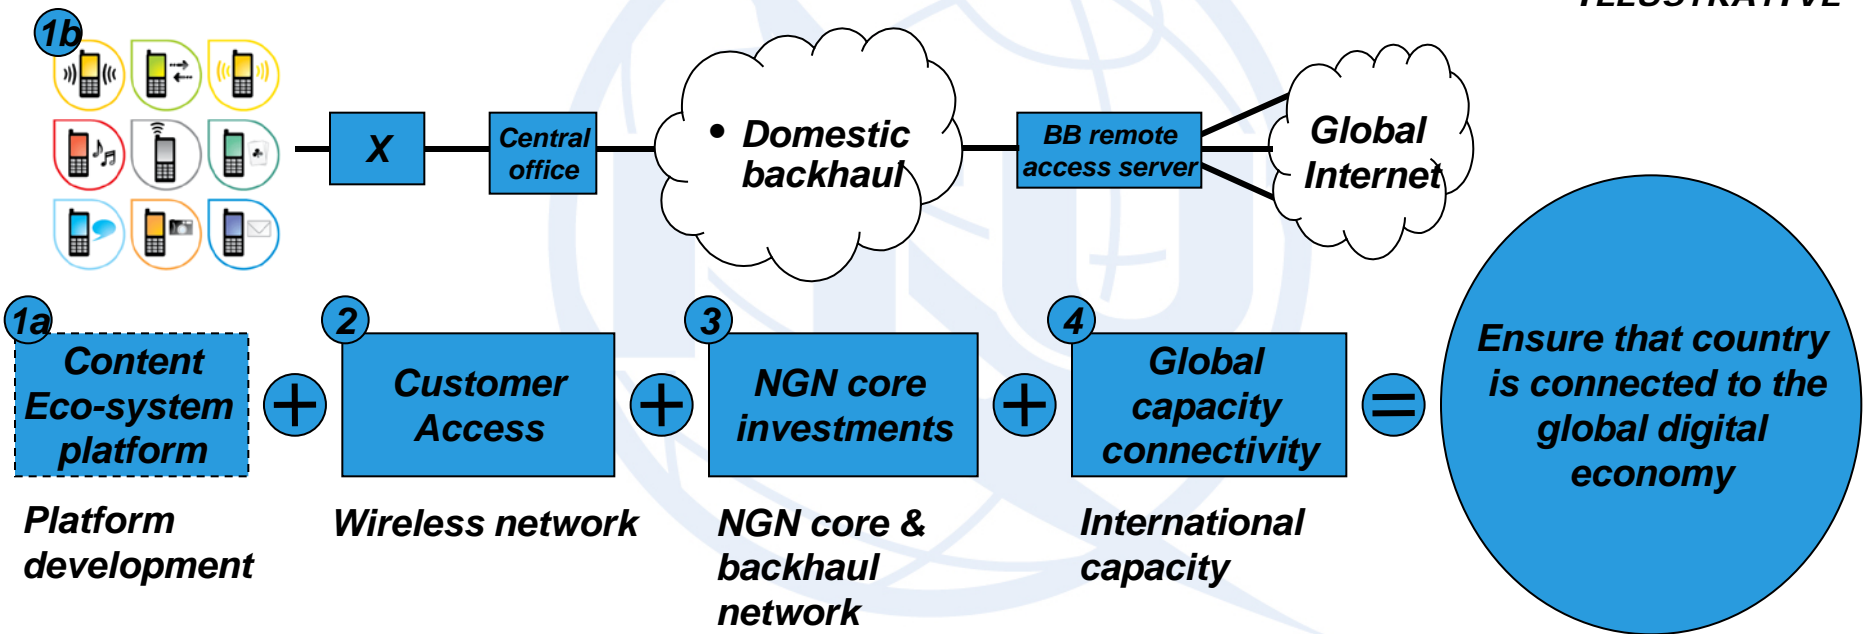 1b
X
Central
office
• Domestic
backhaul
BB remote
access server
Global
Internet
1a
Content
Eco-system
platform
+
2
Customer
Access
+
3
NGN core
investments
+
4
Global
capacity
connectivity
=
Ensure that country
is connected to the
global digital
economy
Platform
development
Wireless network
NGN core &
backhaul
network
International
capacity